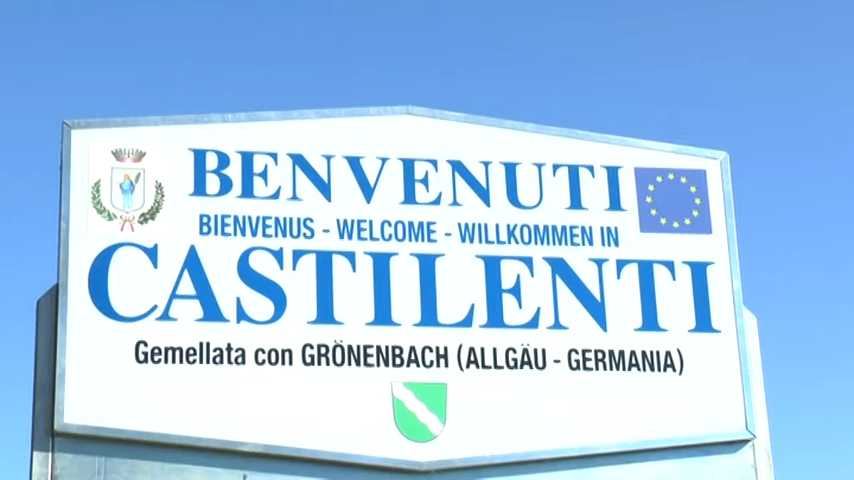 BENVENUTI
BIENVENUS - WELCOME - WILLKOMMEN IN
CASTILENTI
Gemellata con GRÖNENBACH (ALLGÄU - GERMANIA)